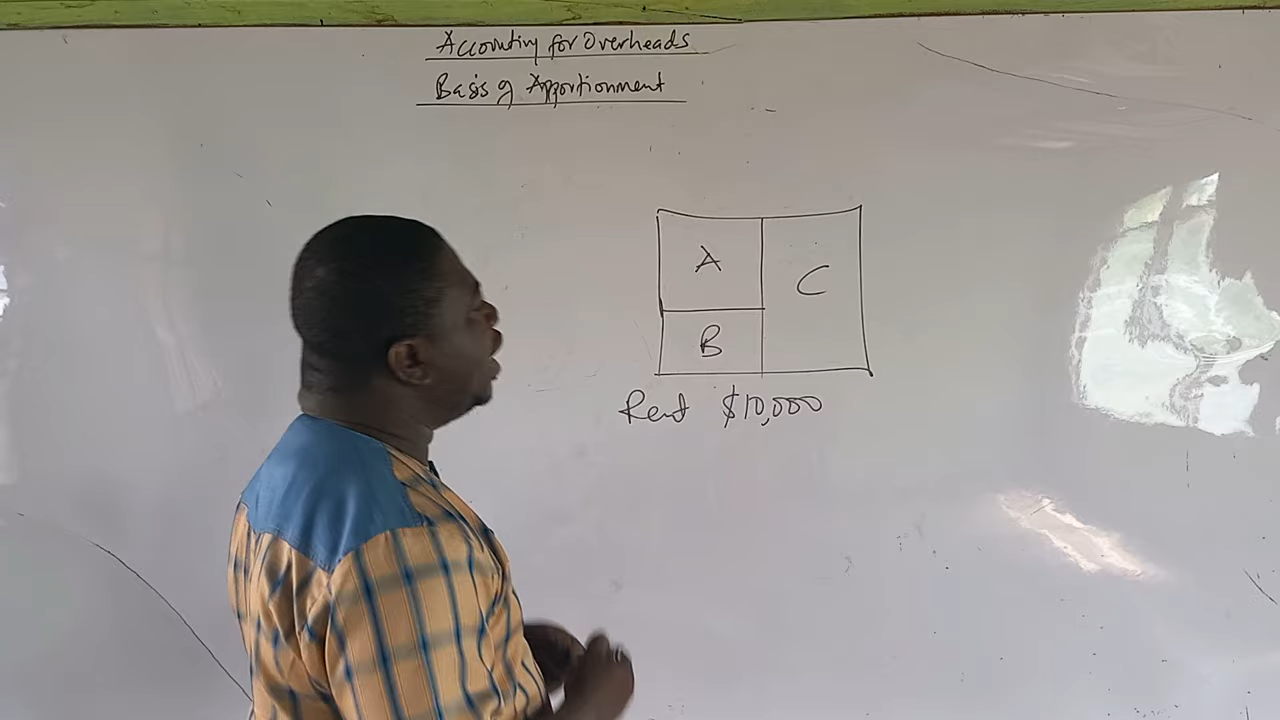 Accounting for Overheads
Basis of Apportionment
A
C
B
Rent $10,000